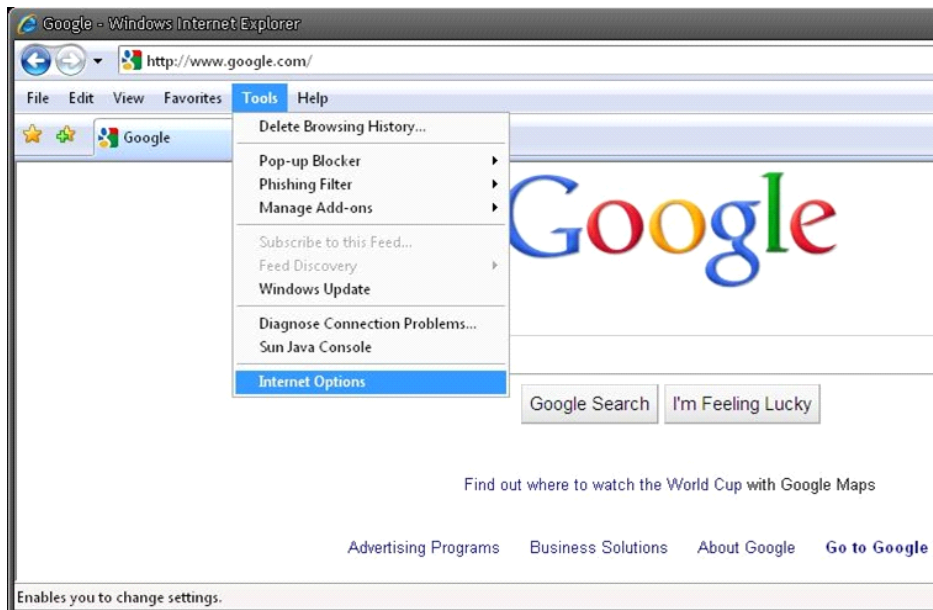 Google - Windows Internet Explorer
http://www.google.com/
File Edit View Favorites Tools Help
Google
Delete Browsing History...
Pop-up Blocker
Phishing Filter
Manage Add-ons
Subscribe to this Feed...
Feed Discovery
Windows Update
Diagnose Connection Problems...
Sun Java Console
Internet Options
Google
Google Search I'm Feeling Lucky
Find out where to watch the World Cup with Google Maps
Advertising Programs Business Solutions About Google Go to Google
Enables you to change settings.